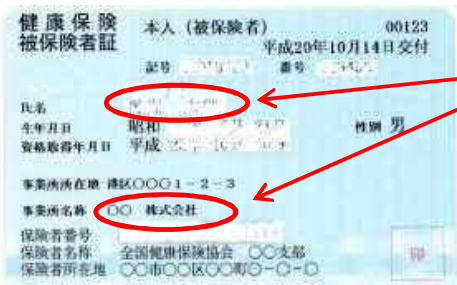 健康保険 本人(被保険者) 00123
被保険者証 平成20年10月14日交付
記号 番号
氏名
生年月日 昭和 性別 男
資格取得年月日 平成
事業所所在地 港区○○○1-2-3
事業所名称 ○○ 株式会社
保険者番号
保険者名称 全国健康保険協会 ○○支部
保険者所在地 ○○市○○区○○町○-○-○
印